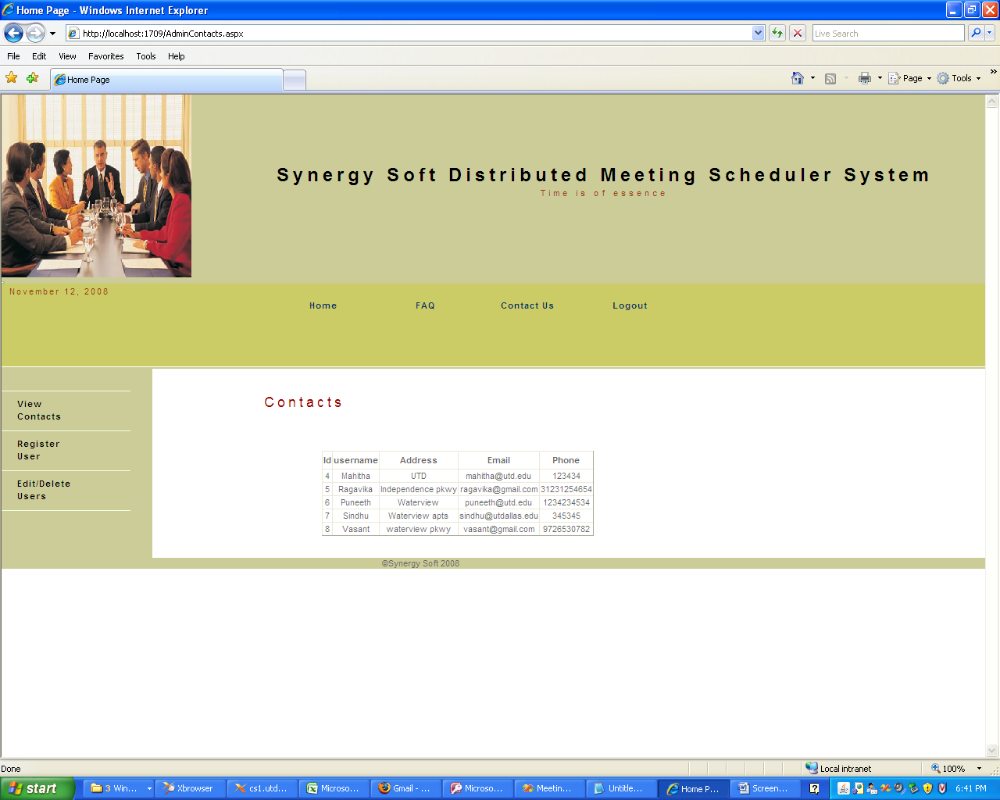 Home Page - Windows Internet Explorer
http://localhost:1709/AdminContacts.aspx
Live Search
File Edit View Favorites Tools Help
Home Page
Page Tools
Synergy Soft Distributed Meeting Scheduler System
Time is of essence
November 12, 2008
Home FAQ Contact Us Logout
View
Contacts
Register
User
Edit/Delete
Users
Contacts
Id username Address Email Phone
4 Mahitha UTD mahitha@utd.edu 123434
5 Ragavika Independence pkwy ragavika@gmail.com 31231254654
6 Puneeth Waterview puneeth@utd.edu 1234234534
7 Sindhu Waterview apts sindhu@utdallas.edu 345345
8 Vasant waterview pkwy vasant@gmail.com 9726530782
©Synergy Soft 2008
Done Local intranet 100%
start 3 Win... Xbrowser cs1.utd... Microso... Gmail - ... Microso... Meetin... Untitle... Home P... Screen... 6:41 PM